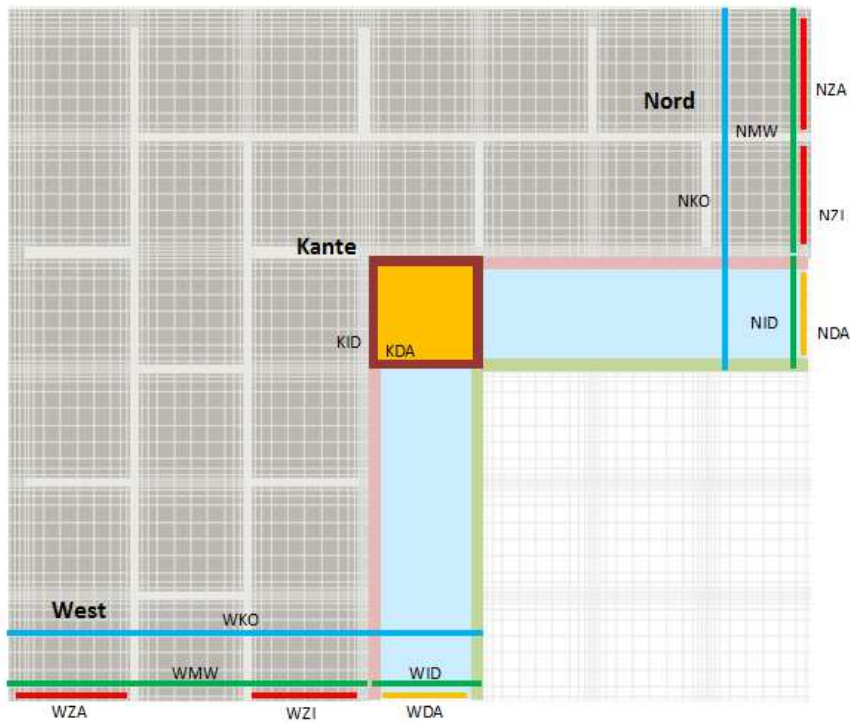 NZA
Nord
NMW
NKO
NZI
Kante
NID
KID
KDA
NDA
West
WKO
WMW
WID
WZA
WZI
WDA